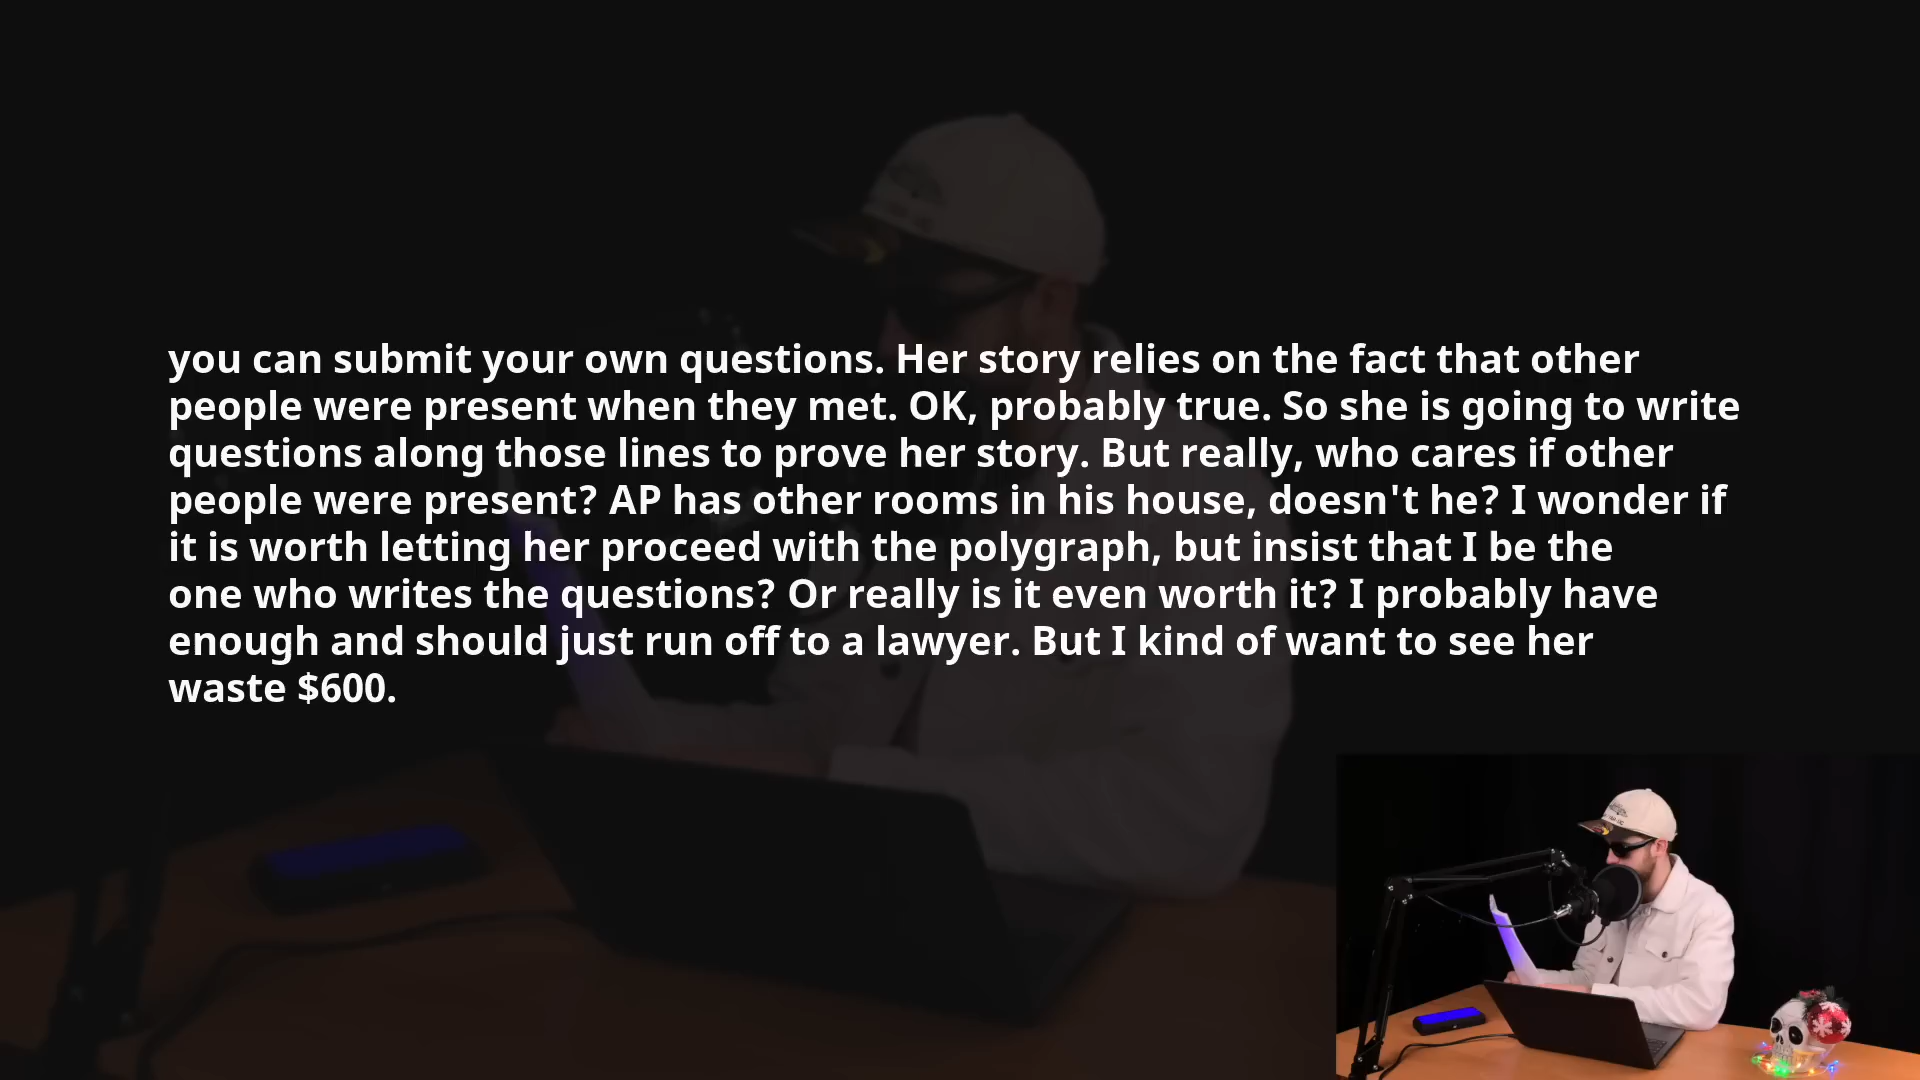 you can submit your own questions. Her story relies on the fact that other
people were present when they met. OK, probably true. So she is going to write
questions along those lines to prove her story. But really, who cares if other
people were present? AP has other rooms in his house, doesn't he? I wonder if
it is worth letting her proceed with the polygraph, but insist that I be the
one who writes the questions? Or really is it even worth it? I probably have
enough and should just run off to a lawyer. But I kind of want to see her
waste $600.